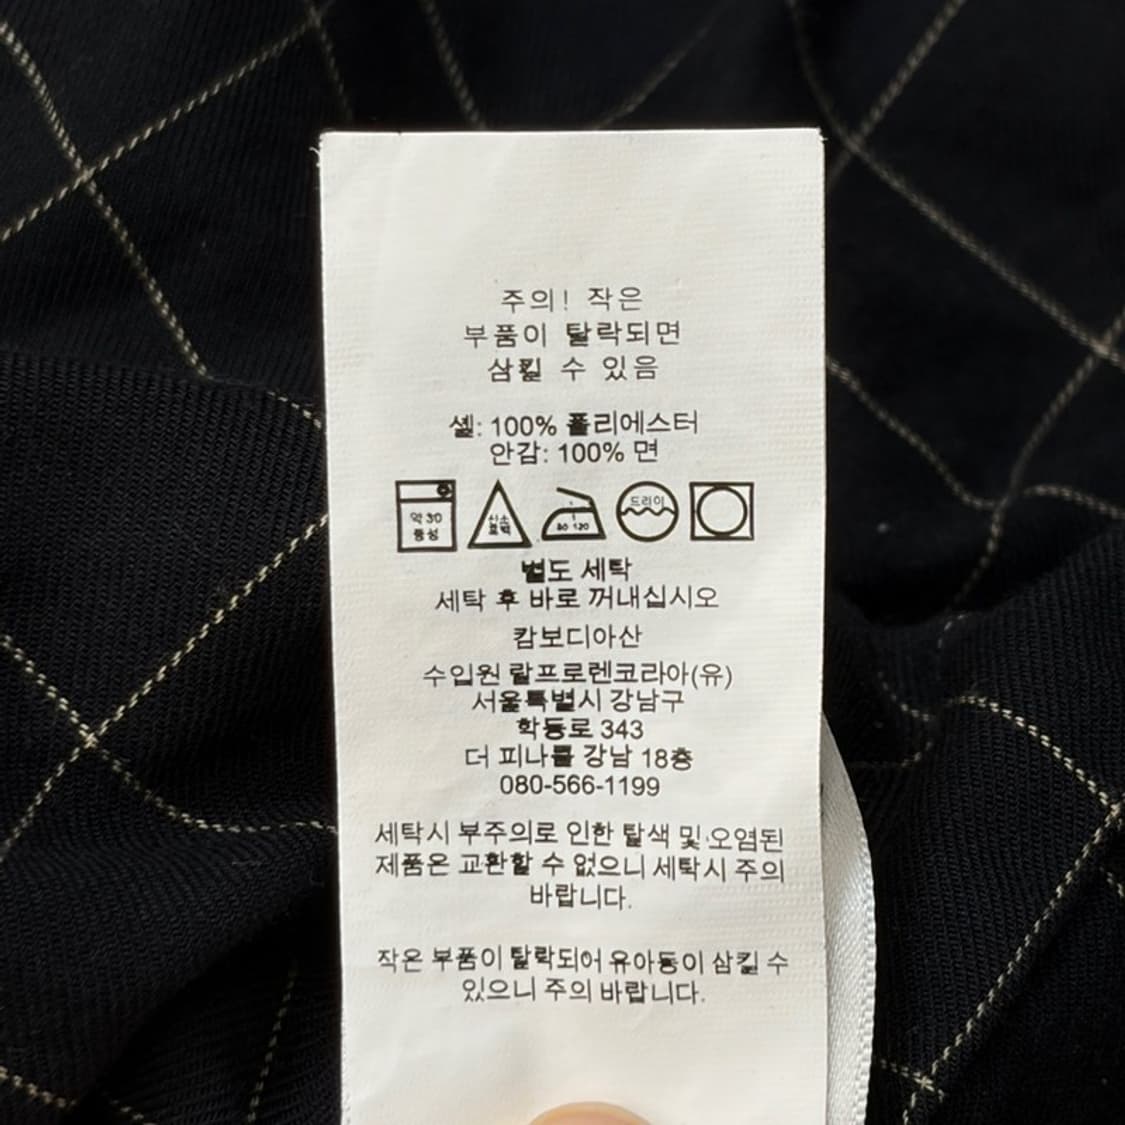 주의! 작은
부품이 탈락되면
삼킬 수 있음
셸: 100% 폴리에스터
안감: 100% 면
약 30
중성
산소
표백
80 120
드라이
별도 세탁
세탁 후 바로 꺼내십시오
캄보디아산
수입원 랄프로렌코리아(유)
서울특별시 강남구
학동로 343
더 피나클 강남 18층
080-566-1199
세탁시 부주의로 인한 탈색 및 오염된
제품은 교환할 수 없으니 세탁시 주의
바랍니다.
작은 부품이 탈락되어 유아동이 삼킬 수
있으니 주의 바랍니다.